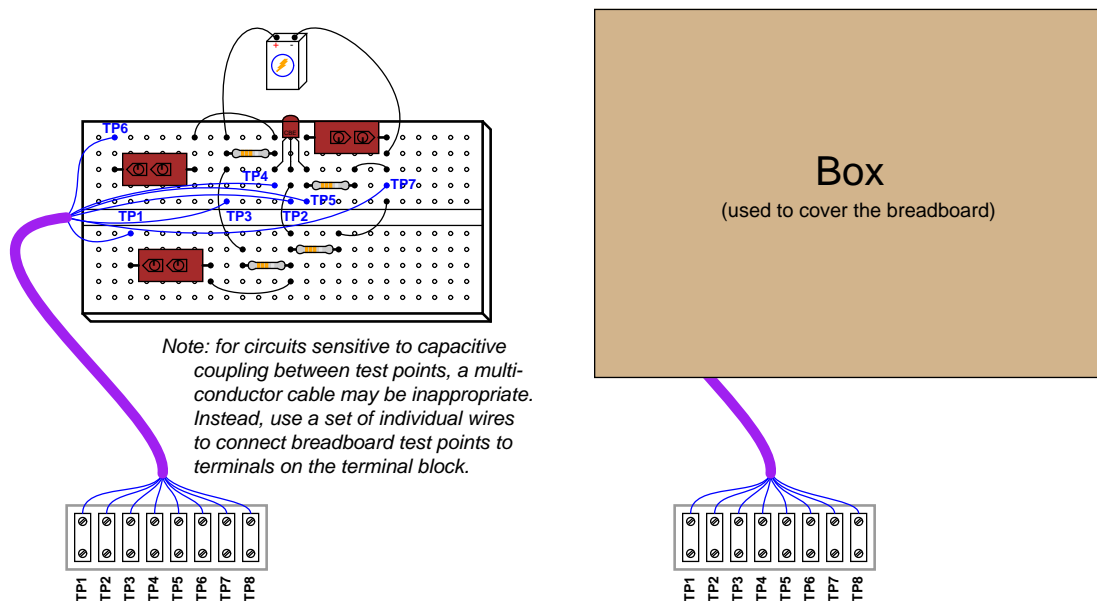 + -
CBE
TP6
TP4
TP7
TP5
TP1
TP3
TP2
Note: for circuits sensitive to capacitive
coupling between test points, a multi-
conductor cable may be inappropriate.
Instead, use a set of individual wires
to connect breadboard test points to
terminals on the terminal block.
TP1
TP2
TP3
TP4
TP5
TP6
TP7
TP8
Box
(used to cover the breadboard)
TP1
TP2
TP3
TP4
TP5
TP6
TP7
TP8